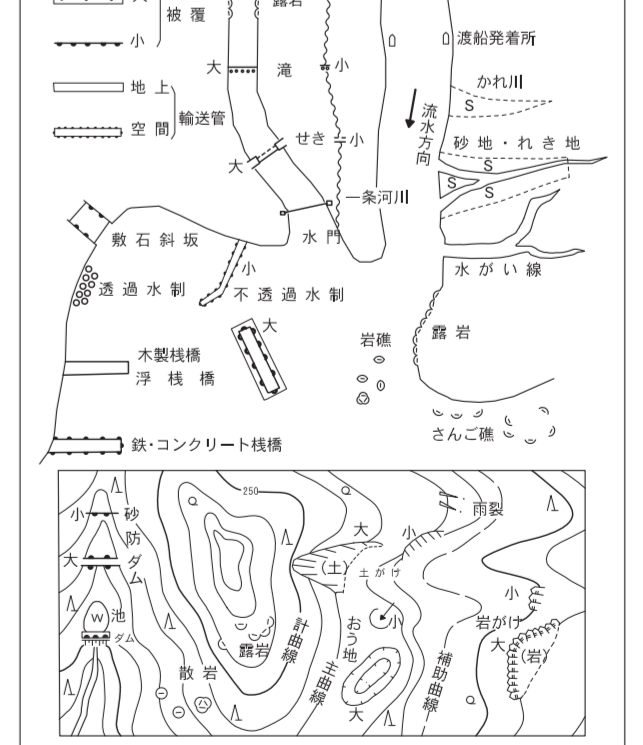 大
被覆
小
露岩
渡船発着所
大 滝 小
かれ川
S
地上
輸送管
空間
流水方向
せき 小
大
砂地・れき地
S
S
S
一条河川
水門
敷石斜坂
小
透過水制
不透過水制
水がい線
大
岩礁
露岩
木製桟橋
浮桟橋
さんご礁
鉄・コンクリート桟橋
250
小 砂防ダム
大
雨裂
大
小
(土)
土がけ
小
岩がけ
大
(岩)
W 池
ダム
計曲線
主曲線
おう地
小
大
補助曲線
露岩
散岩